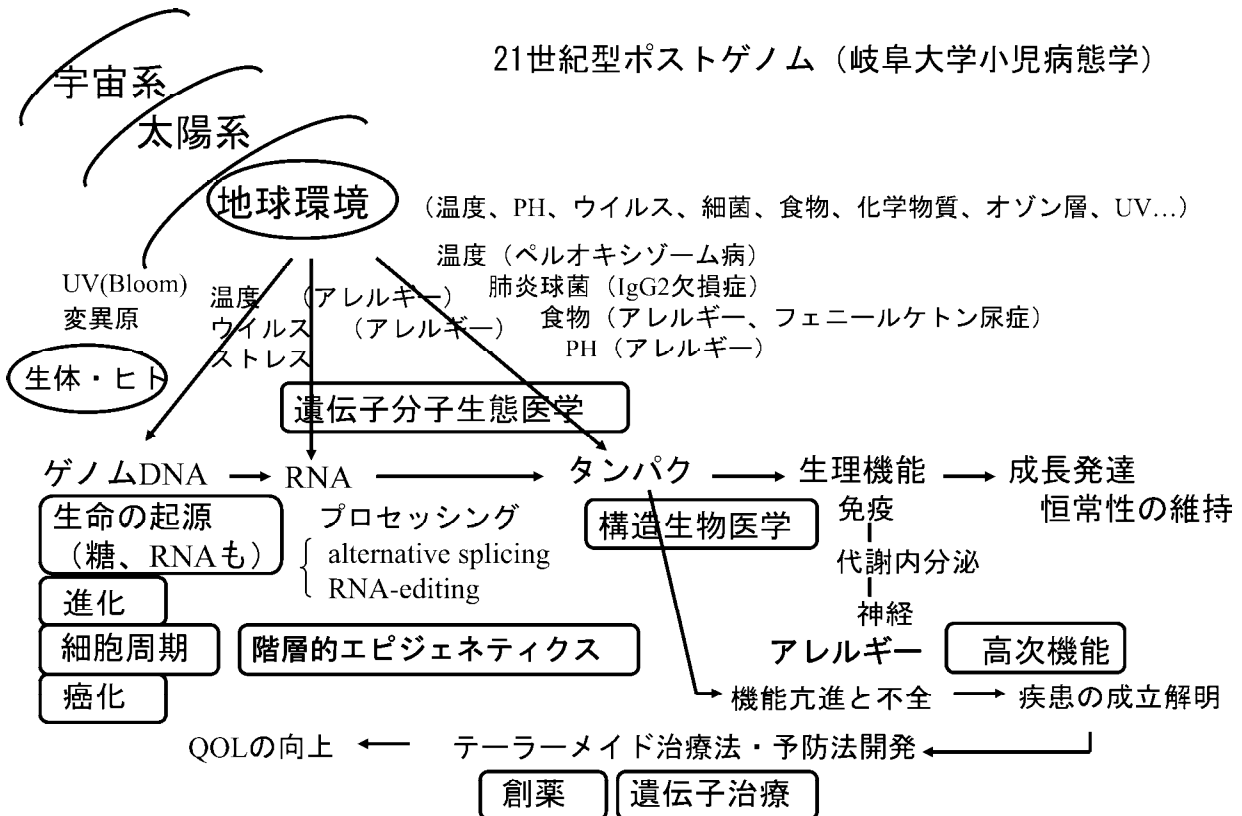 21世紀型ポストゲノム（岐阜大学小児病態学）
宇宙系
太陽系
地球環境
（温度、PH、ウイルス、細菌、食物、化学物質、オゾン層、UV…）
温度（ペルオキシゾーム病）
肺炎球菌（IgG2欠損症）
食物（アレルギー、フェニールケトン尿症）
PH（アレルギー）
UV(Bloom)
変異原
温度　（アレルギー）
ウイルス　（アレルギー）
ストレス
生体・ヒト
遺伝子分子生態医学
ゲノムDNA → RNA → タンパク → 生理機能 → 成長発達
恒常性の維持
生命の起源
（糖、RNAも）
進化
細胞周期
癌化
プロセッシング
alternative splicing
RNA-editing
階層的エピジェネティクス
構造生物医学
免疫
代謝内分泌
神経
アレルギー
高次機能
機能亢進と不全 → 疾患の成立解明
QOLの向上 ← テーラーメイド治療法・予防法開発
創薬
遺伝子治療